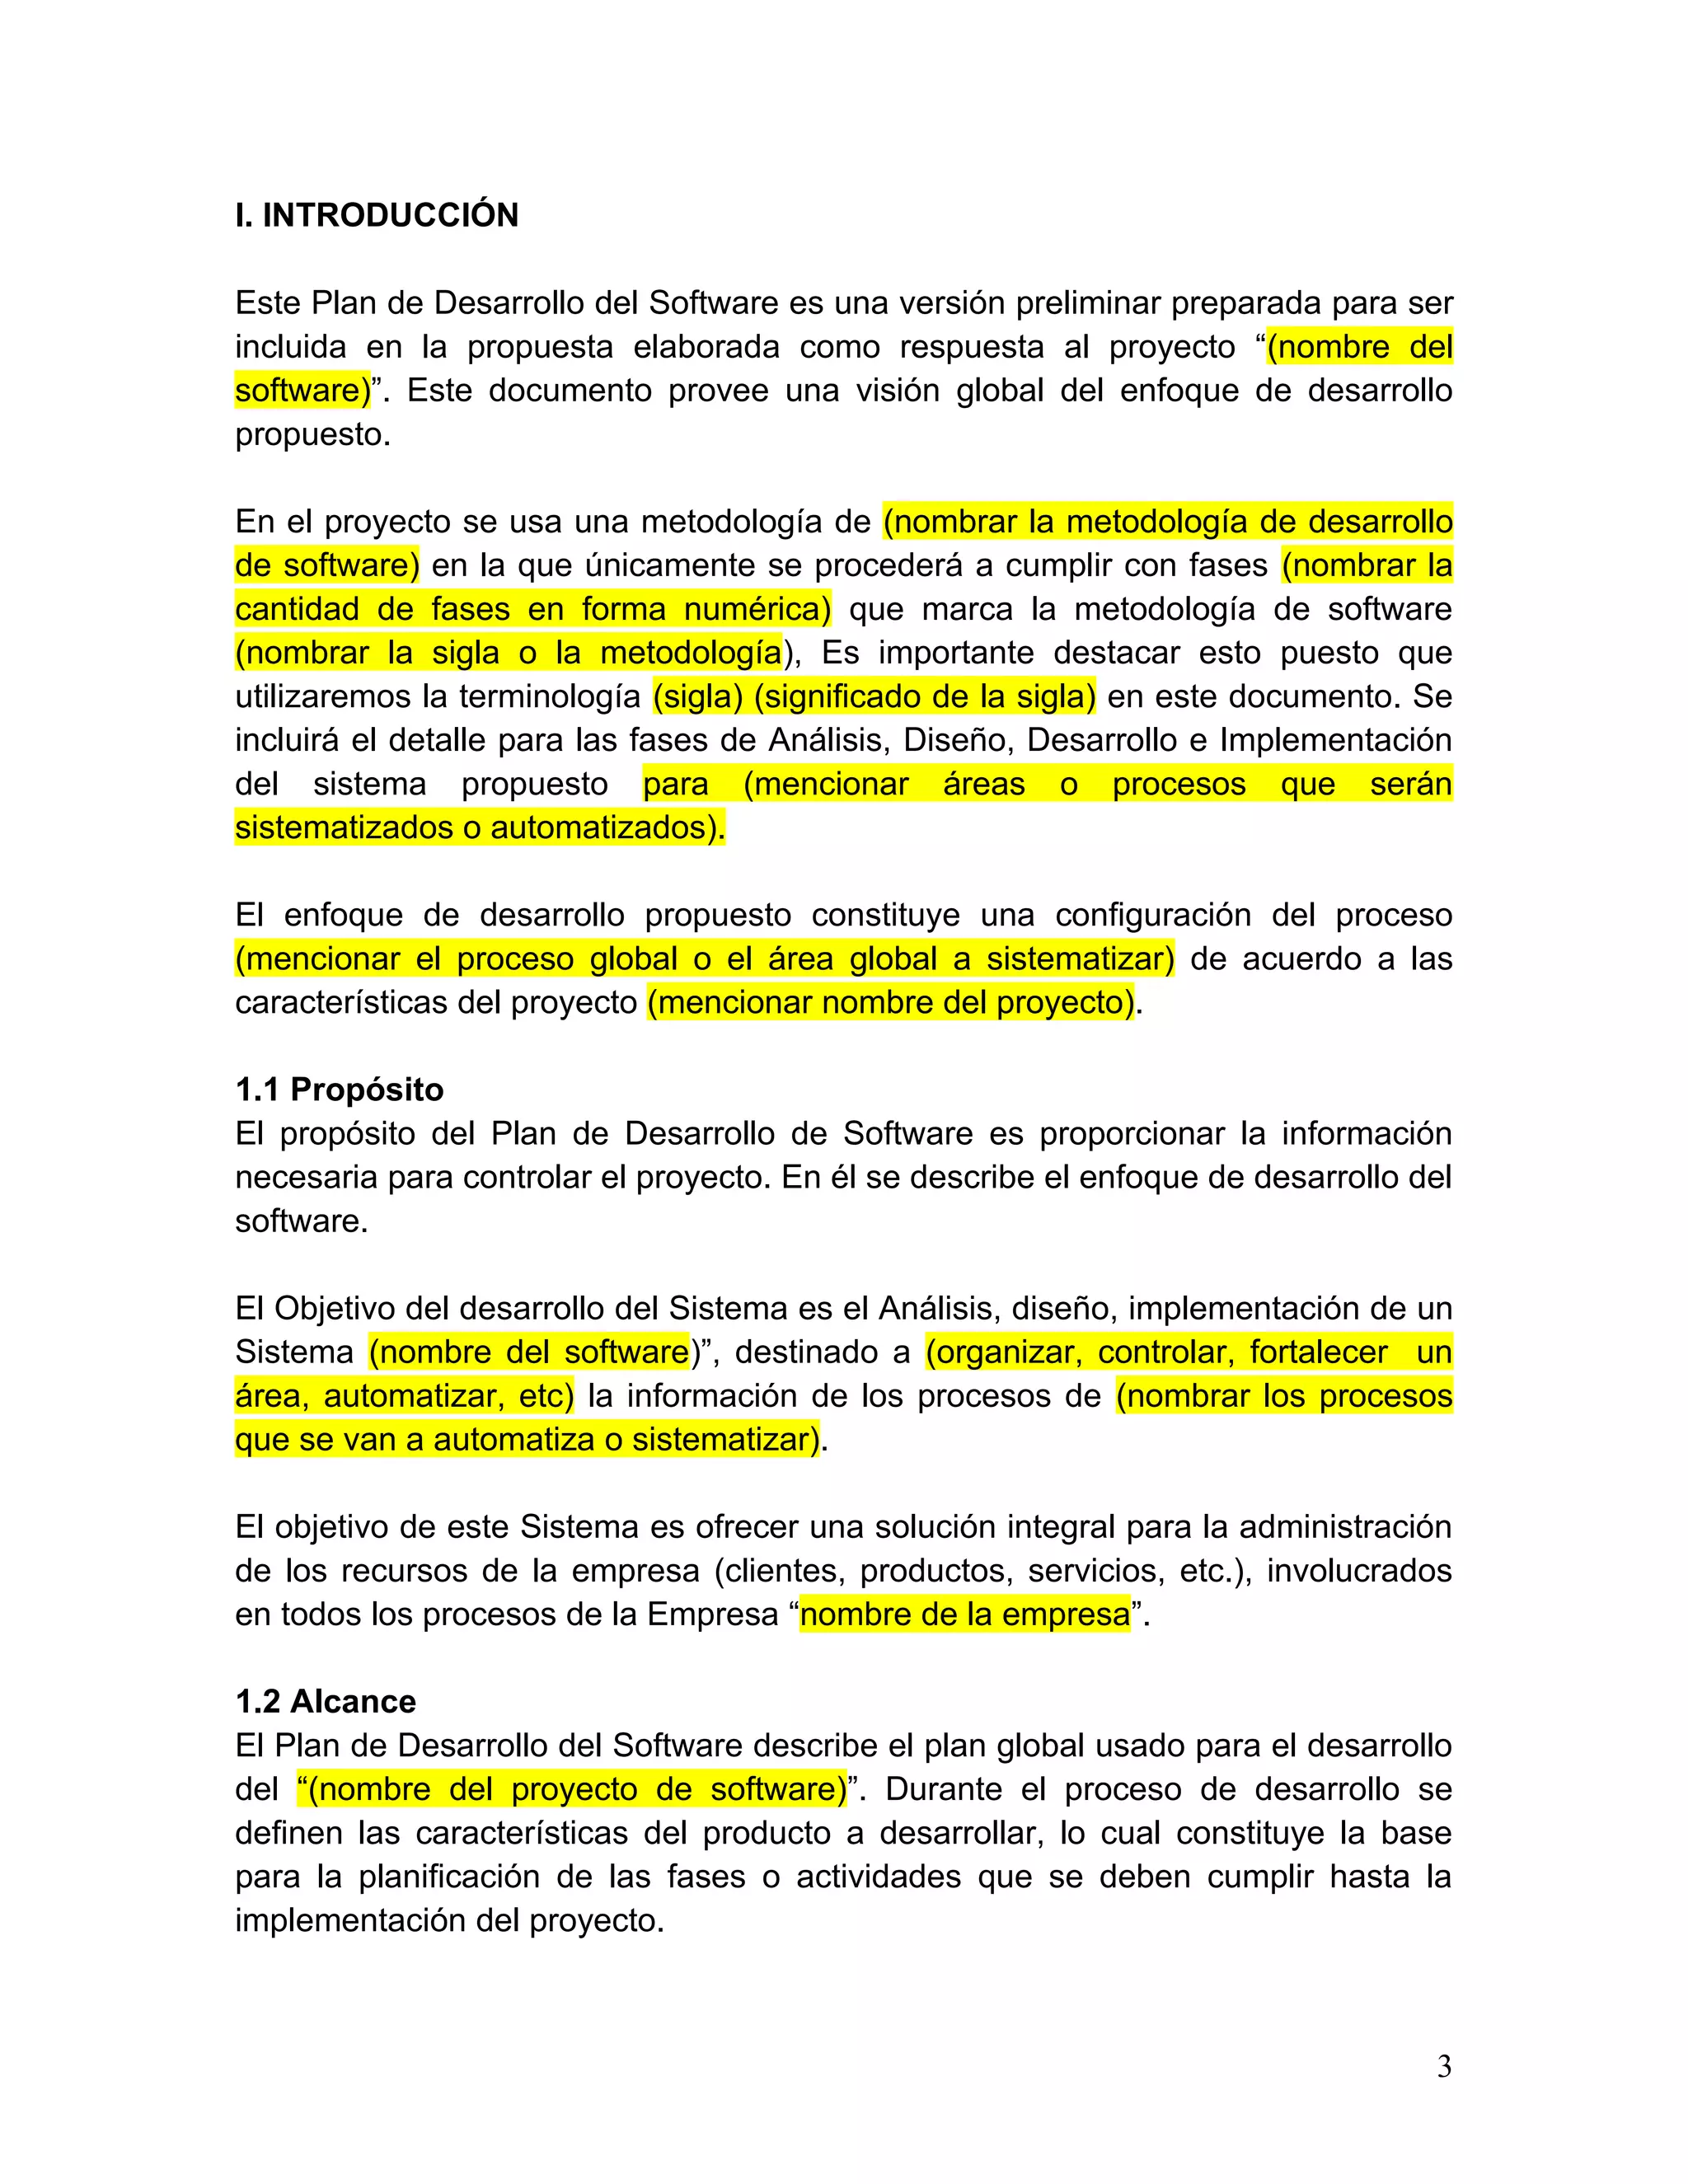 I. INTRODUCCIÓN
Este Plan de Desarrollo del Software es una versión preliminar preparada para ser
incluida en la propuesta elaborada como respuesta al proyecto “(nombre del
software)”. Este documento provee una visión global del enfoque de desarrollo
propuesto.
En el proyecto se usa una metodología de (nombrar la metodología de desarrollo
de software) en la que únicamente se procederá a cumplir con fases (nombrar la
cantidad de fases en forma numérica) que marca la metodología de software
(nombrar la sigla o la metodología), Es importante destacar esto puesto que
utilizaremos la terminología (sigla) (significado de la sigla) en este documento. Se
incluirá el detalle para las fases de Análisis, Diseño, Desarrollo e Implementación
del sistema propuesto para (mencionar áreas o procesos que serán
sistematizados o automatizados).
El enfoque de desarrollo propuesto constituye una configuración del proceso
(mencionar el proceso global o el área global a sistematizar) de acuerdo a las
características del proyecto (mencionar nombre del proyecto).
1.1 Propósito
El propósito del Plan de Desarrollo de Software es proporcionar la información
necesaria para controlar el proyecto. En él se describe el enfoque de desarrollo del
software.
El Objetivo del desarrollo del Sistema es el Análisis, diseño, implementación de un
Sistema (nombre del software)”, destinado a (organizar, controlar, fortalecer un
área, automatizar, etc) la información de los procesos de (nombrar los procesos
que se van a automatiza o sistematizar).
El objetivo de este Sistema es ofrecer una solución integral para la administración
de los recursos de la empresa (clientes, productos, servicios, etc.), involucrados
en todos los procesos de la Empresa “nombre de la empresa”.
1.2 Alcance
El Plan de Desarrollo del Software describe el plan global usado para el desarrollo
del “(nombre del proyecto de software)”. Durante el proceso de desarrollo se
definen las características del producto a desarrollar, lo cual constituye la base
para la planificación de las fases o actividades que se deben cumplir hasta la
implementación del proyecto.
3